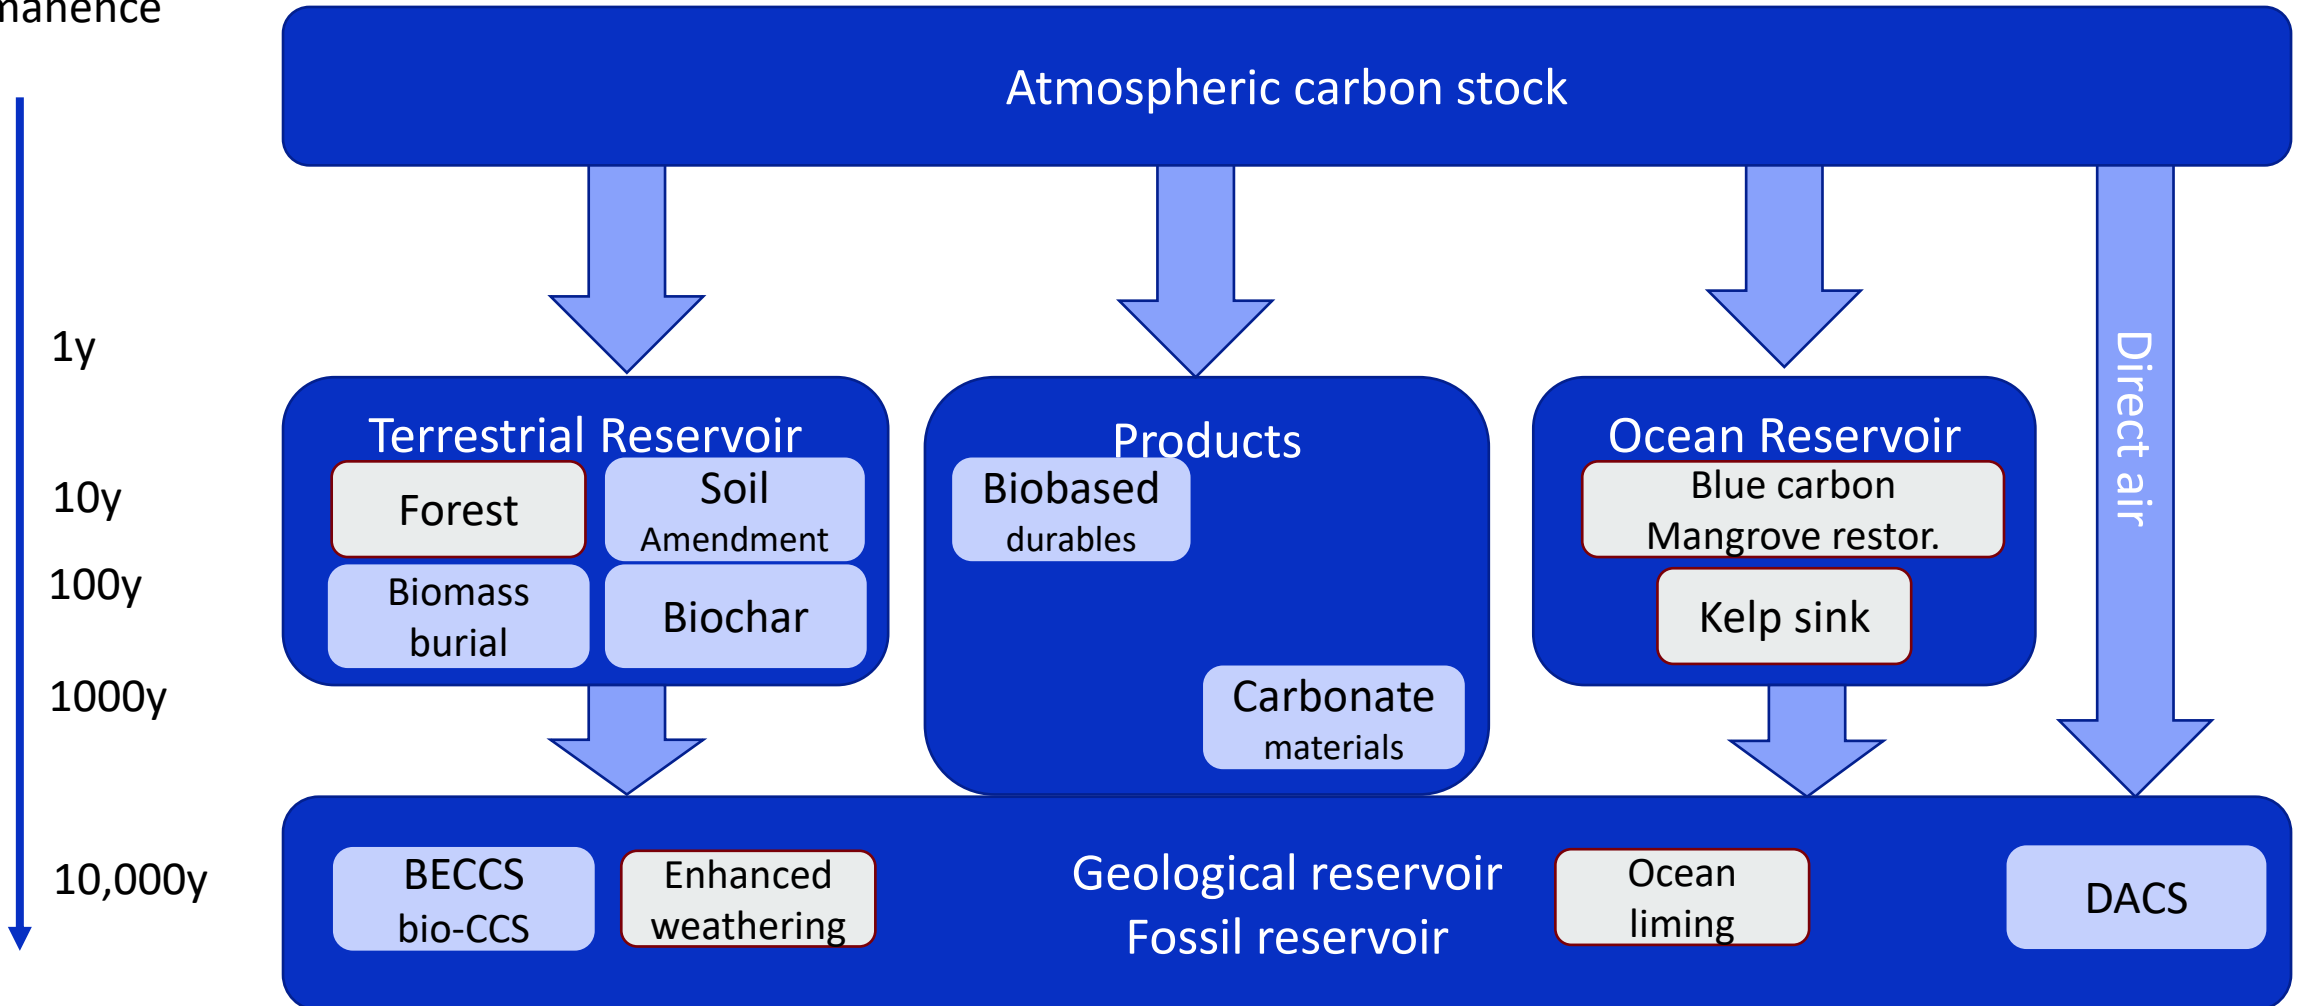 manence
Atmospheric carbon stock
1y
10y
100y
1000y
10,000y
Direct air
Terrestrial Reservoir
Forest
Soil
Amendment
Biomass
burial
Biochar
Products
Biobased
durables
Carbonate
materials
Ocean Reservoir
Blue carbon
Mangrove restor.
Kelp sink
BECCS
bio-CCS
Enhanced
weathering
Geological reservoir
Fossil reservoir
Ocean
liming
DACS